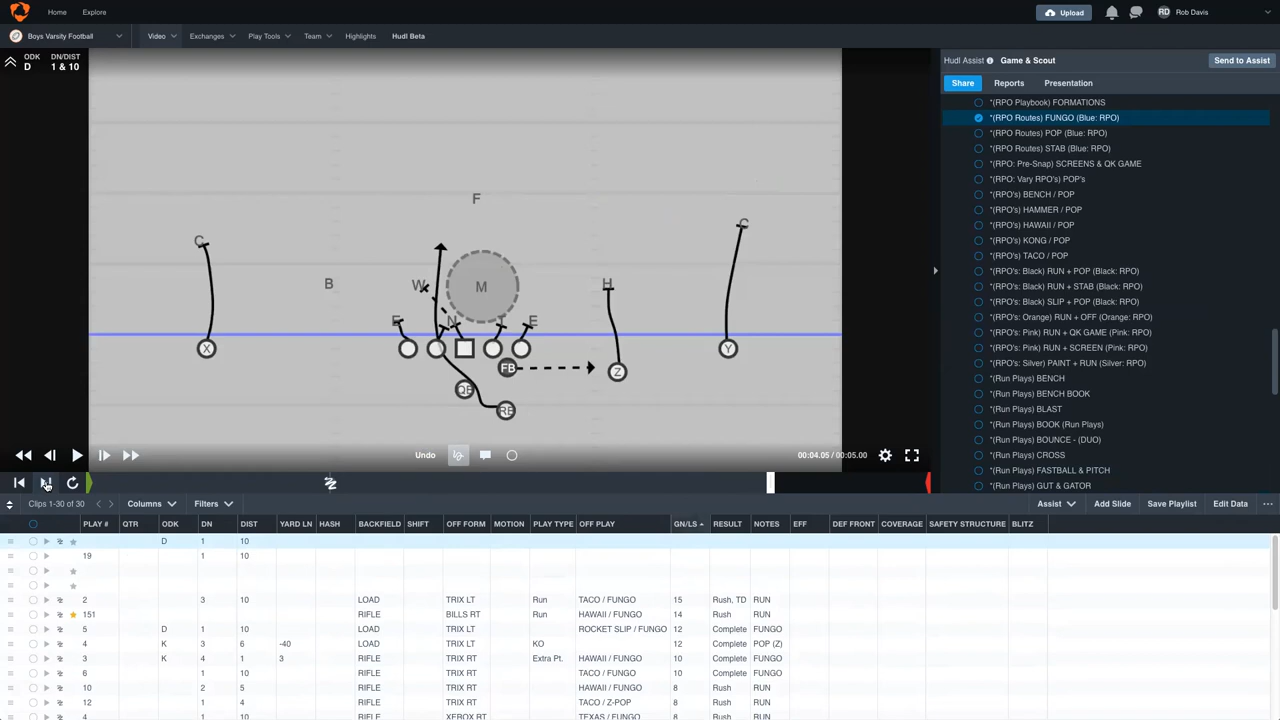 Home Explore Upload RD Rob Davis
Boys Varsity Football Video Exchanges Play Tools Team Highlights Hudl Beta
ODK DN/DIST
D 1 & 10
Hudl Assist Game & Scout Send to Assist
Share Reports Presentation
*(RPO Playbook) FORMATIONS
*(RPO Routes) FUNGO (Blue: RPO)
*(RPO Routes) POP (Blue: RPO)
*(RPO Routes) STAB (Blue: RPO)
*(RPO: Pre-Snap) SCREENS & QK GAME
*(RPO: Vary RPO's) POP's
*(RPO's) BENCH / POP
*(RPO's) HAMMER / POP
*(RPO's) HAWAII / POP
*(RPO's) KONG / POP
*(RPO's) TACO / POP
*(RPO's: Black) RUN + POP (Black: RPO)
*(RPO's: Black) RUN + STAB (Black: RPO)
*(RPO's: Black) SLIP + POP (Black: RPO)
*(RPO's: Orange) RUN + OFF (Orange: RPO)
*(RPO's: Pink) RUN + QK GAME (Pink: RPO)
*(RPO's: Pink) RUN + SCREEN (Pink: RPO)
*(RPO's: Silver) PAINT + RUN (Silver: RPO)
*(Run Plays) BENCH
*(Run Plays) BENCH BOOK
*(Run Plays) BLAST
*(Run Plays) BOOK (Run Plays)
*(Run Plays) BOUNCE - (DUO)
*(Run Plays) CROSS
*(Run Plays) FASTBALL & PITCH
*(Run Plays) GUT & GATOR
F
C C
B W M H
E N T E
X Y
FB Z
QB
RB
Undo 00:04.05 / 00:05.00
Clips 1-30 of 30 Columns Filters Assist Add Slide Save Playlist Edit Data
PLAY # QTR ODK DN DIST YARD LN HASH BACKFIELD SHIFT OFF FORM MOTION PLAY TYPE OFF PLAY GN/LS RESULT NOTES EFF DEF FRONT COVERAGE SAFETY STRUCTURE BLITZ
D 1 10
19 1 10
2 3 10 LOAD TRIX LT Run TACO / FUNGO 15 Rush, TD RUN
151 RIFLE BILLS RT Run HAWAII / FUNGO 14 Rush RUN
5 D 1 10 LOAD TRIX LT ROCKET SLIP / FUNGO 12 Complete FUNGO
4 K 3 6 -40 LOAD TRIX LT KO 12 Complete POP (Z)
3 K 4 1 3 RIFLE TRIX RT Extra Pt. HAWAII / FUNGO 10 Complete FUNGO
6 1 10 RIFLE TRIX RT TACO / FUNGO 10 Complete FUNGO
10 2 5 RIFLE TRIX RT HAWAII / FUNGO 8 Rush RUN
12 1 4 RIFLE TRIX RT TACO / Z-POP 8 Rush RUN
4 1 10 RIFLE XEROX RT TEXAS / FUNGO 8 Rush RUN